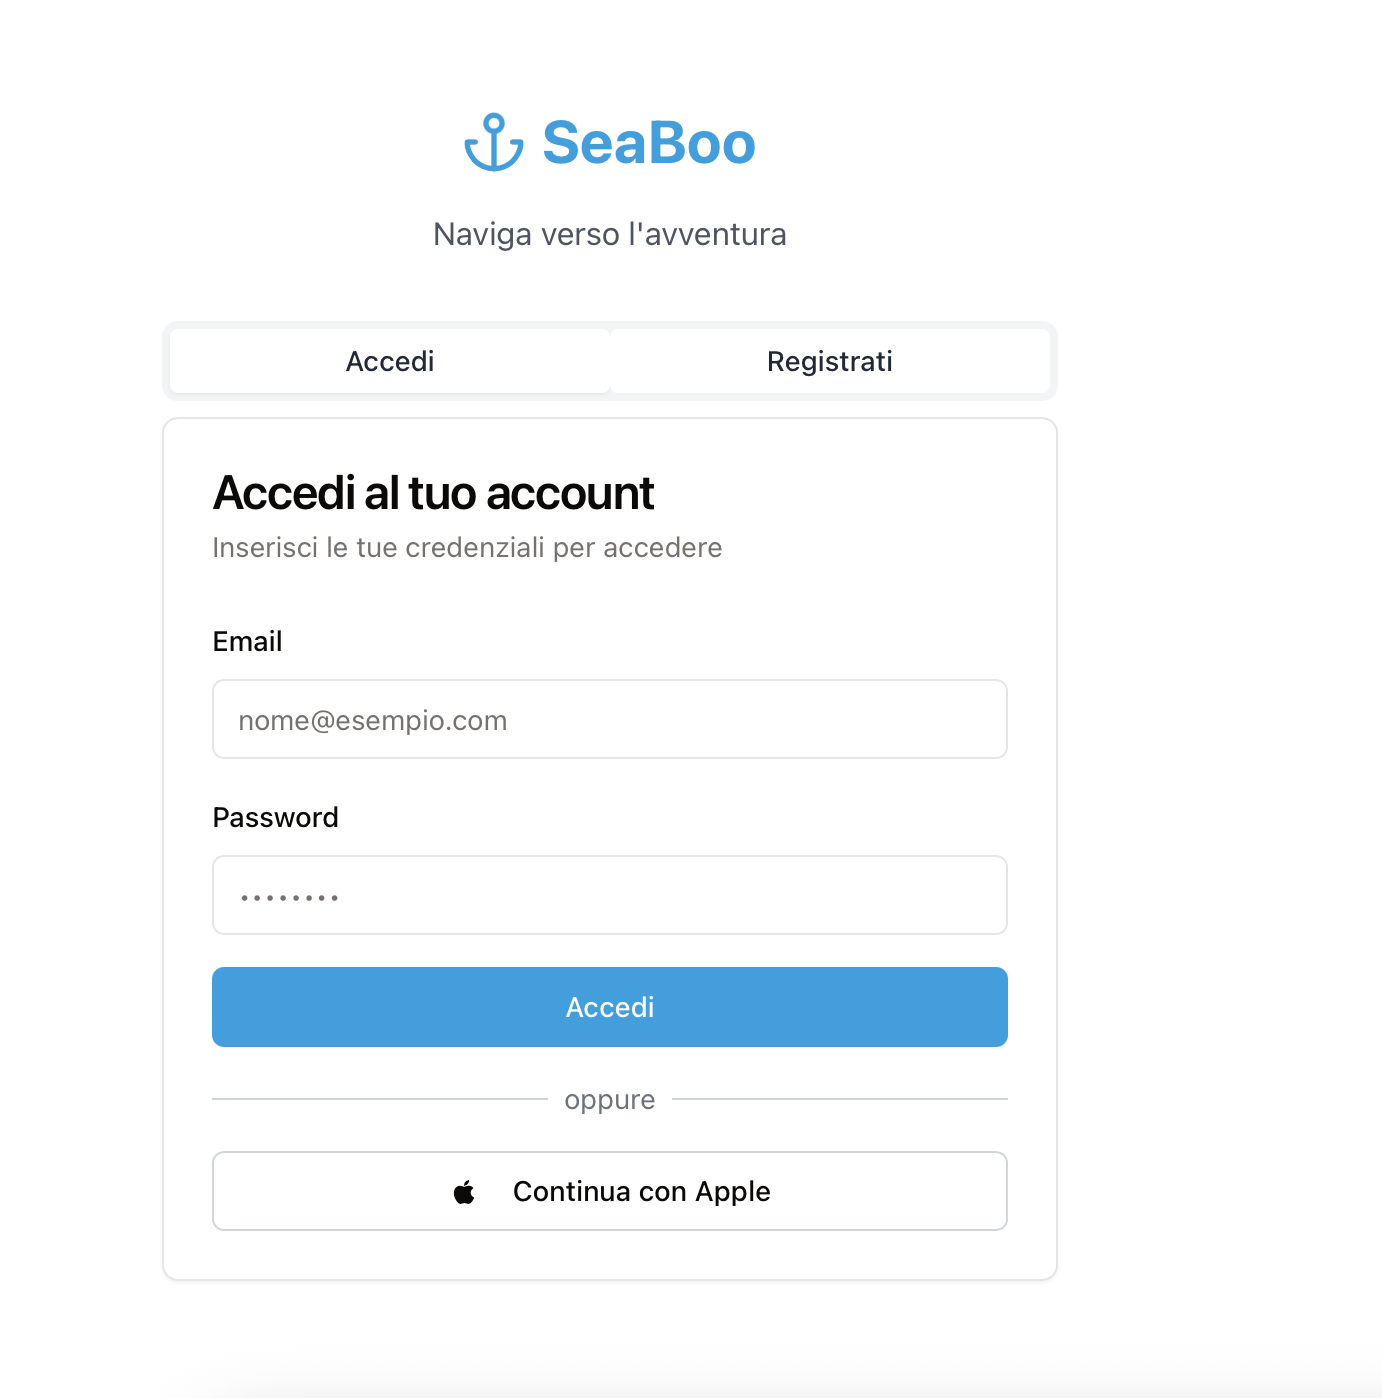 SeaBoo
Naviga verso l'avventura
Accedi
Registrati
Accedi al tuo account
Inserisci le tue credenziali per accedere
Email
nome@esempio.com
Password
••••••••
Accedi
oppure
Continua con Apple